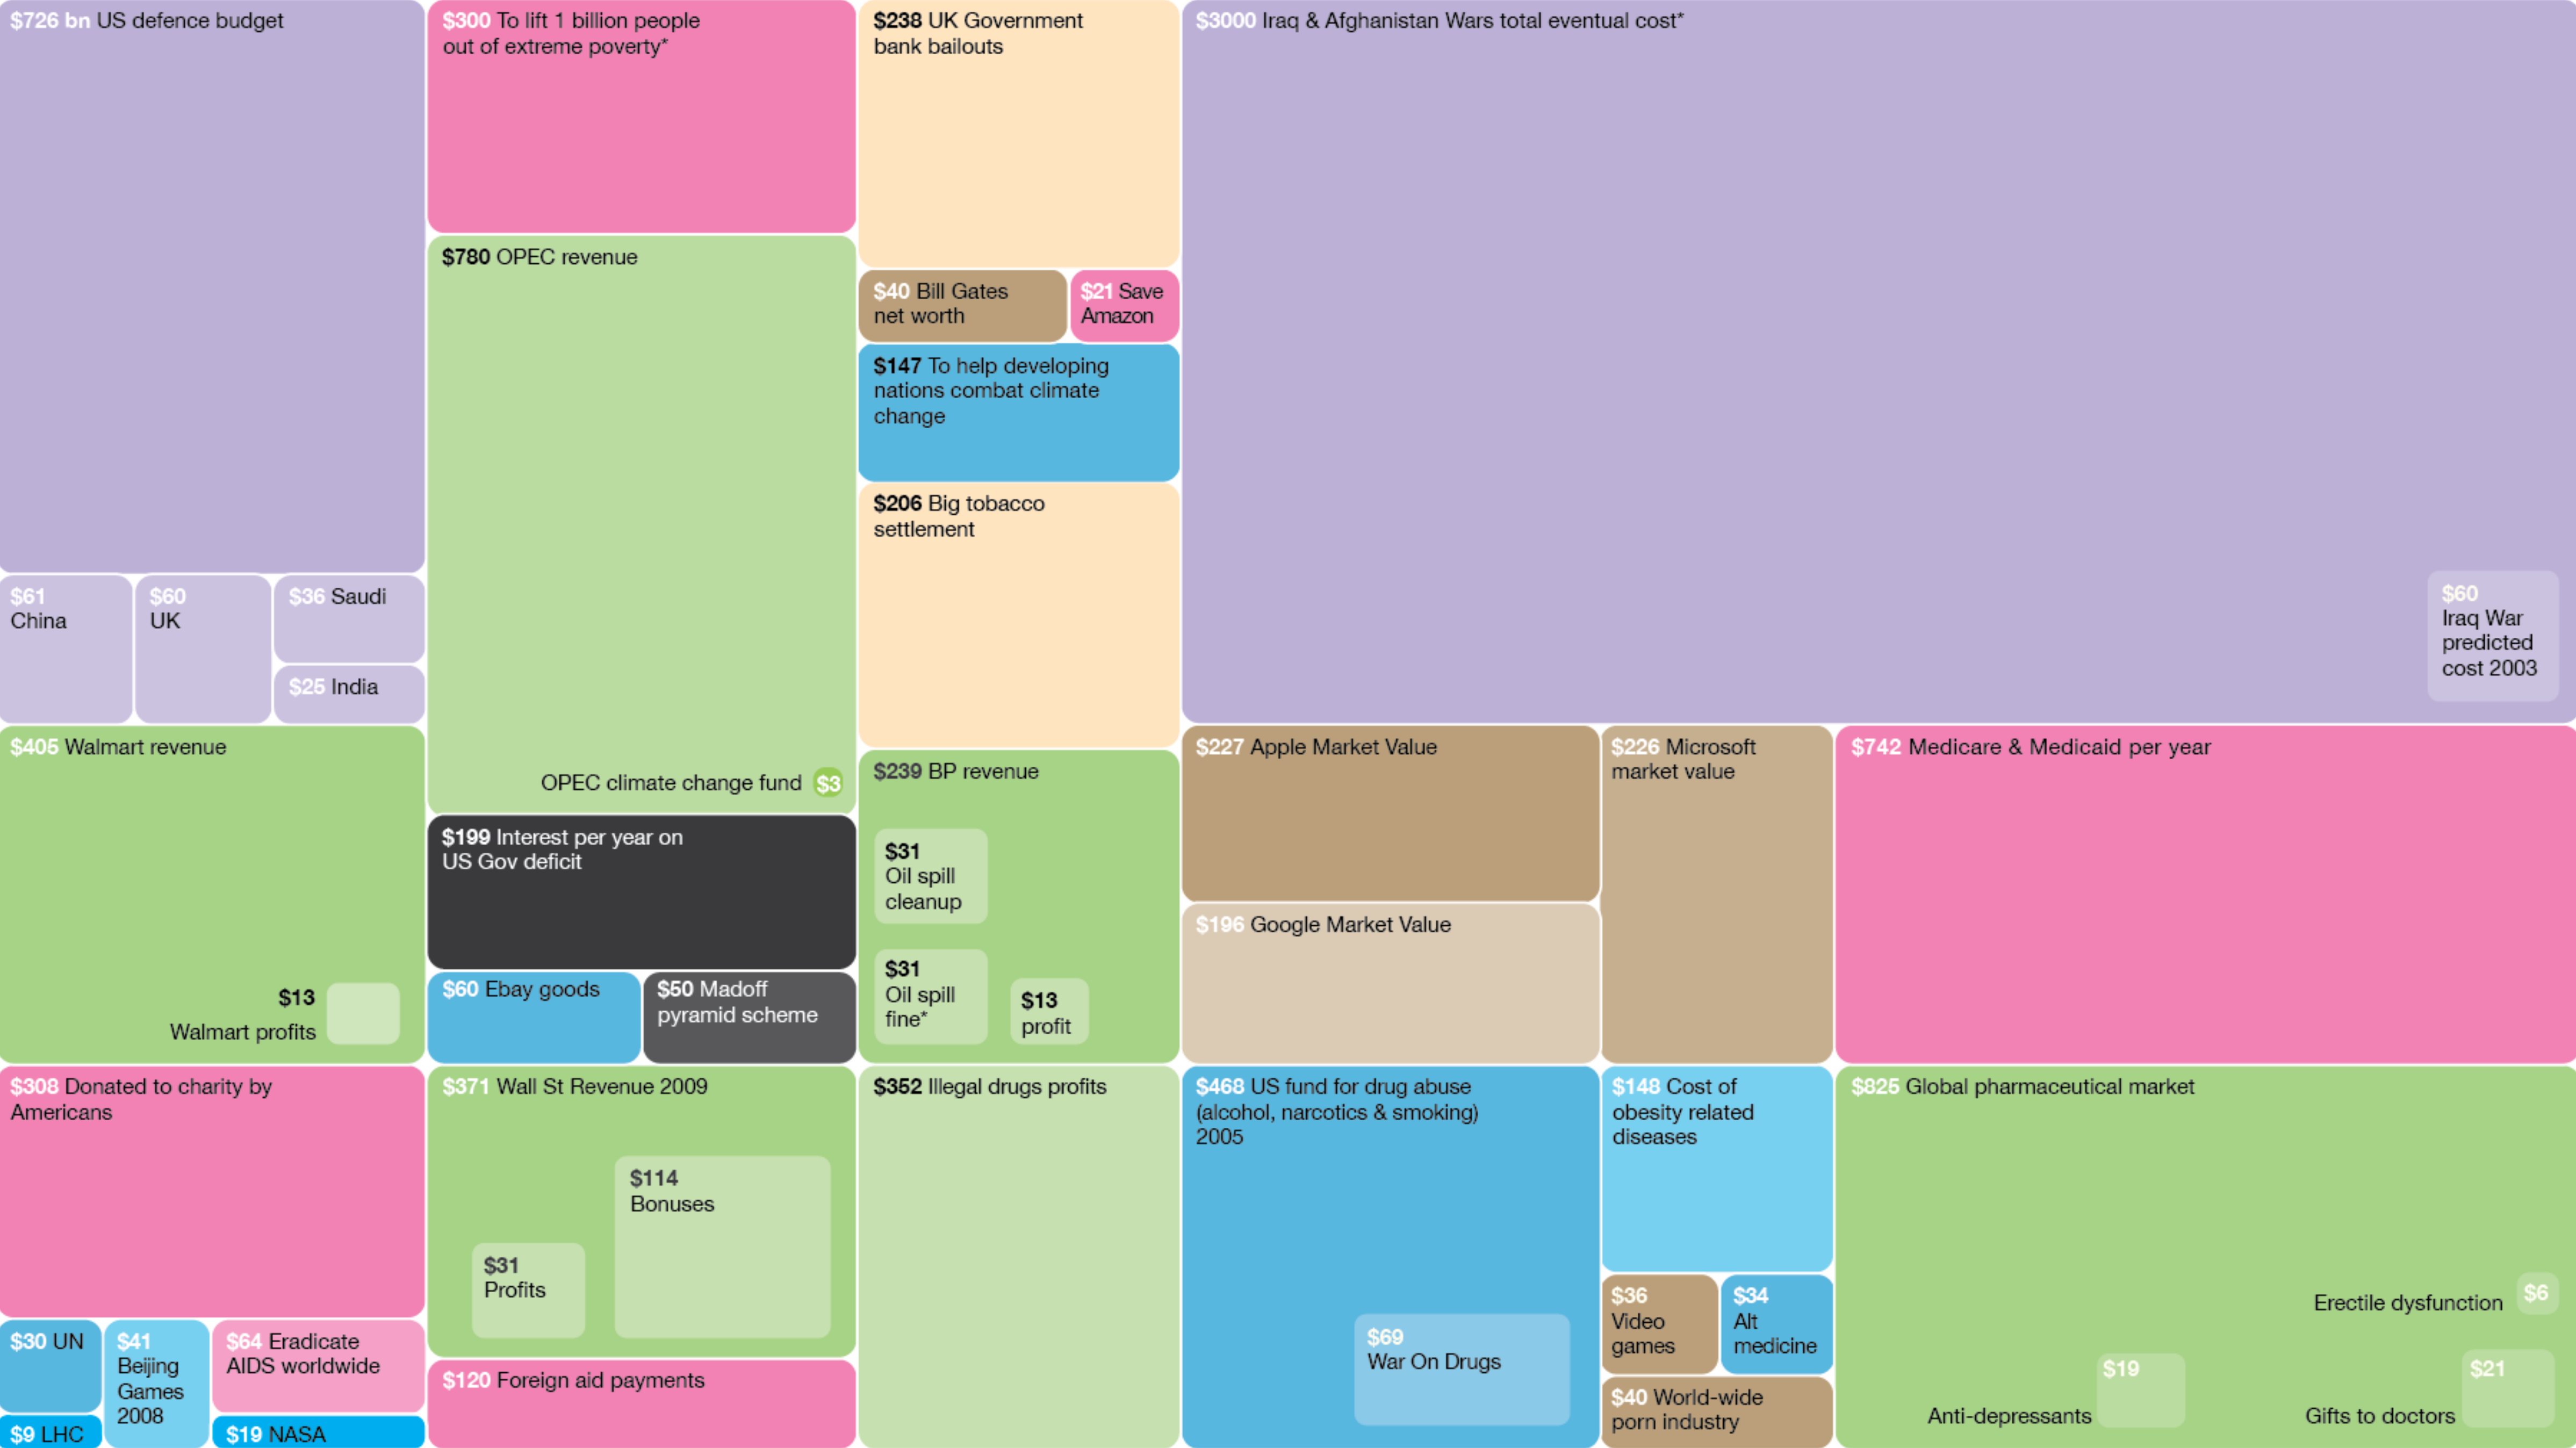 $726 bn US defence budget
$61
China
$60
UK
$36 Saudi
$25 India
$405 Walmart revenue
$13
Walmart profits
$308 Donated to charity by
Americans
$30 UN
$9 LHC
$41
Beijing
Games
2008
$64 Eradicate
AIDS worldwide
$19 NASA
$300 To lift 1 billion people
out of extreme poverty*
$780 OPEC revenue
OPEC climate change fund $3
$199 Interest per year on
US Gov deficit
$60 Ebay goods
$50 Madoff
pyramid scheme
$371 Wall St Revenue 2009
$114
Bonuses
$31
Profits
$120 Foreign aid payments
$238 UK Government
bank bailouts
$40 Bill Gates
net worth
$21 Save
Amazon
$147 To help developing
nations combat climate
change
$206 Big tobacco
settlement
$239 BP revenue
$31
Oil spill
cleanup
$31
Oil spill
fine*
$13
profit
$352 Illegal drugs profits
$3000 Iraq & Afghanistan Wars total eventual cost*
$60
Iraq War
predicted
cost 2003
$227 Apple Market Value
$196 Google Market Value
$226 Microsoft
market value
$742 Medicare & Medicaid per year
$468 US fund for drug abuse
(alcohol, narcotics & smoking)
2005
$69
War On Drugs
$148 Cost of
obesity related
diseases
$36
Video
games
$34
Alt
medicine
$40 World-wide
porn industry
$825 Global pharmaceutical market
Erectile dysfunction $6
$19
Anti-depressants
$21
Gifts to doctors